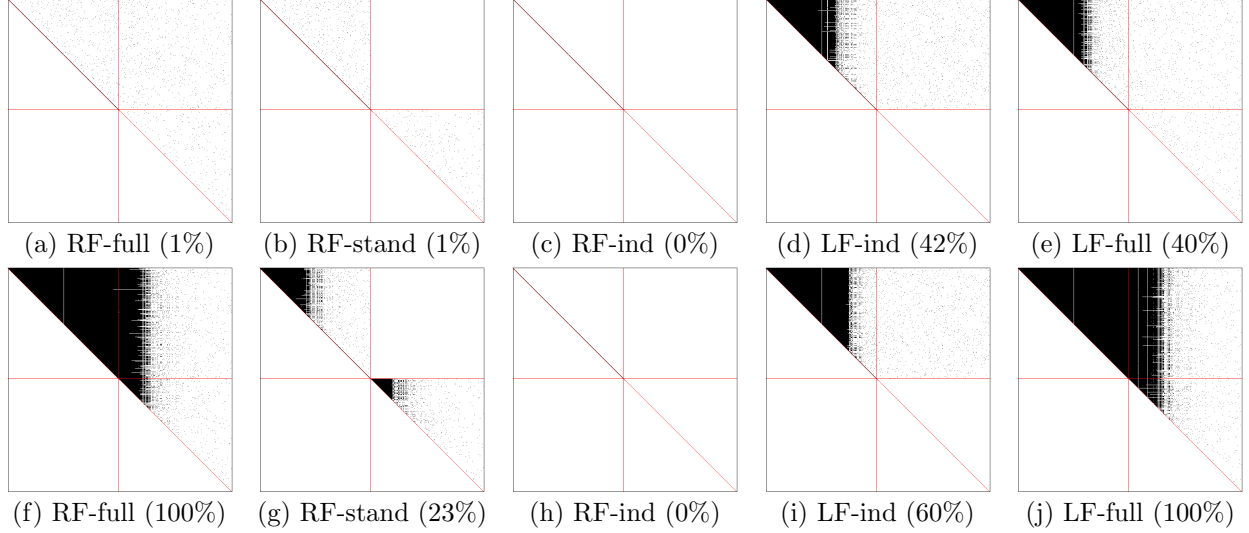 (a) RF-full (1%) (b) RF-stand (1%) (c) RF-ind (0%) (d) LF-ind (42%) (e) LF-full (40%)
(f) RF-full (100%) (g) RF-stand (23%) (h) RF-ind (0%) (i) LF-ind (60%) (j) LF-full (100%)